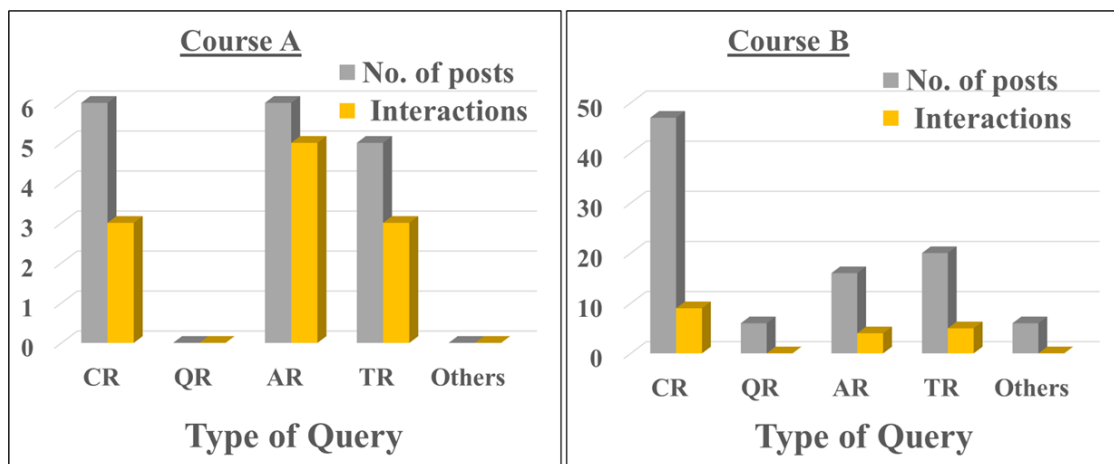 Course A
No. of posts
Interactions
6
5
4
3
2
1
0
CR QR AR TR Others
Type of Query
Course B
No. of posts
Interactions
50
40
30
20
10
0
CR QR AR TR Others
Type of Query